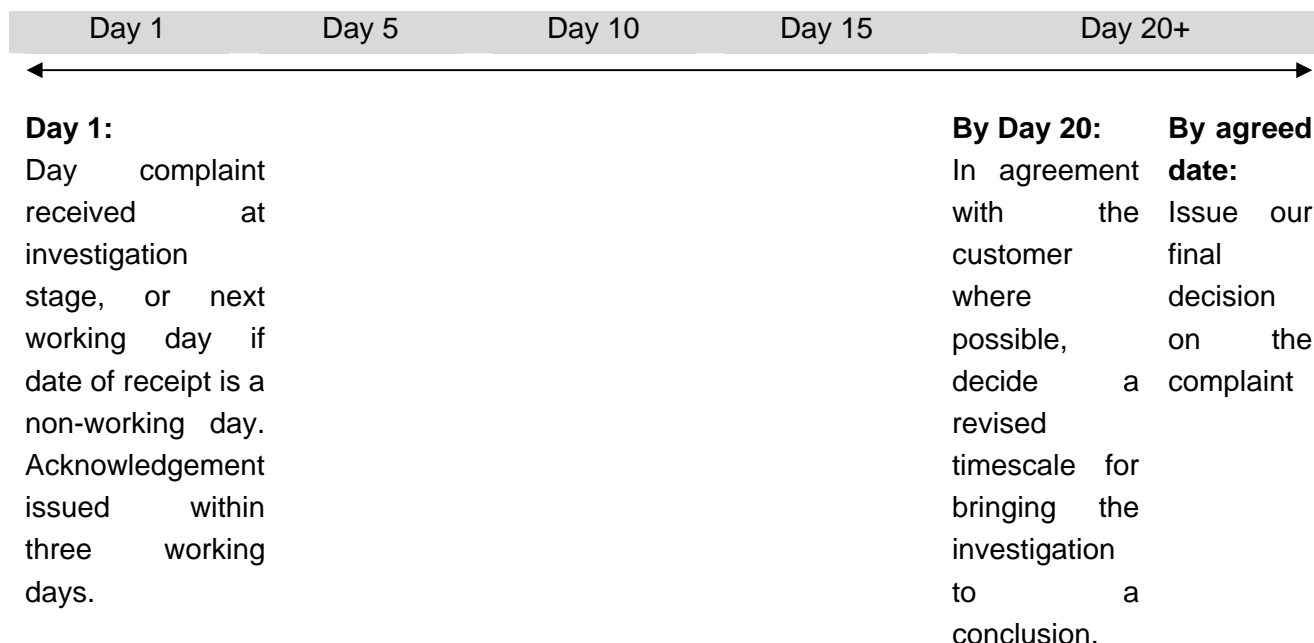 Day 1 Day 5 Day 10 Day 15 Day 20+
Day 1:
Day complaint
received at
investigation
stage, or next
working day if
date of receipt is a
non-working day.
Acknowledgement
issued within
three working
days.
By Day 20:
In agreement
with the
customer
where
possible,
decide a
revised
timescale for
bringing the
investigation
to a
conclusion.
By agreed
date:
Issue our
final
decision
on the
complaint